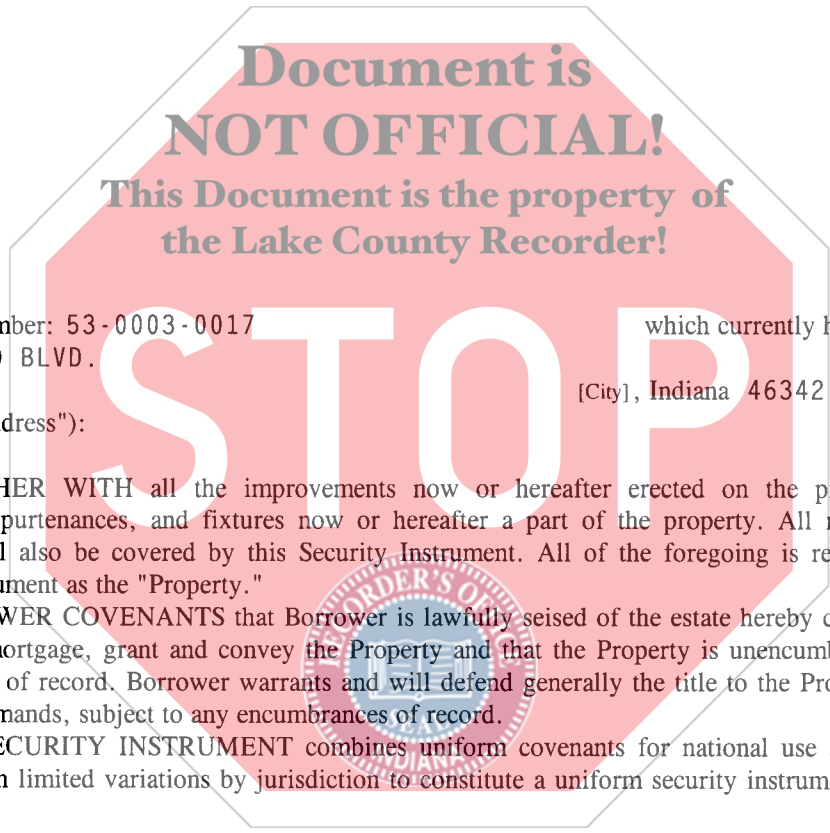 Document is
NOT OFFICIAL!
This Document is the property of
the Lake County Recorder!
STOP
mber: 53-0003-0017 which currently h
BLVD.
[City], Indiana 46342
dress"):
HER WITH all the improvements now or hereafter erected on the p
purtenances, and fixtures now or hereafter a part of the property. All
l also be covered by this Security Instrument. All of the foregoing is re
ument as the "Property."
WER COVENANTS that Borrower is lawfully seised of the estate hereby c
ortgage, grant and convey the Property and that the Property is unencumb
of record. Borrower warrants and will defend generally the title to the Pro
mands, subject to any encumbrances of record.
ECURITY INSTRUMENT combines uniform covenants for national use
limited variations by jurisdiction to constitute a uniform security instrum
RECORDER'S OFFICE
SEAL
INDIANA